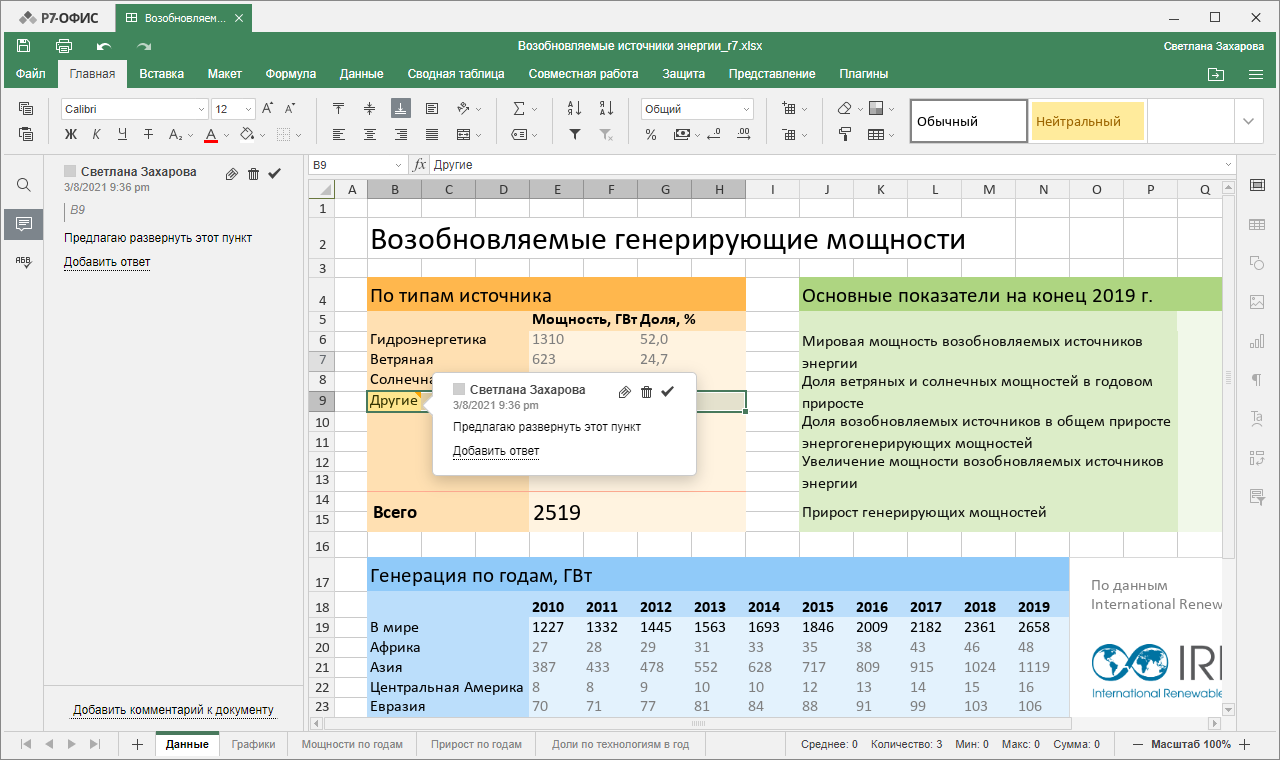 Р7-ОФИС
Возобновляем...
Возобновляемые источники энергии_r7.xlsx
Светлана Захарова
Файл Главная Вставка Макет Формула Данные Сводная таблица Совместная работа Защита Представление Плагины
Calibri 12
Общий
Обычный
Нейтральный
Ж К Ч Т
Светлана Захарова
3/8/2021 9:36 pm
B9
Предлагаю развернуть этот пункт
Добавить ответ
Добавить комментарий к документу
B9 fx Другие
A B C D E F G H I J K L M N O P Q
1
2 Возобновляемые генерирующие мощности
3
4 По типам источника Основные показатели на конец 2019 г.
5 Мощность, ГВт Доля, %
6 Гидроэнергетика 1310 52,0 Мировая мощность возобновляемых источников
7 Ветряная 623 24,7 энергии
8 Солнечна Доля ветряных и солнечных мощностей в годовом
9 Другие приросте
10 Доля возобновляемых источников в общем приросте
11 энергогенерирующих мощностей
12 Увеличение мощности возобновляемых источников
13 энергии
14
15 Всего 2519 Прирост генерирующих мощностей
Светлана Захарова
3/8/2021 9:36 pm
Предлагаю развернуть этот пункт
Добавить ответ
16
17 Генерация по годам, ГВт
18 2010 2011 2012 2013 2014 2015 2016 2017 2018 2019
19 В мире 1227 1332 1445 1563 1693 1846 2009 2182 2361 2658
20 Африка 27 28 29 31 33 35 38 43 46 48
21 Азия 387 433 478 552 628 717 809 915 1024 1119
22 Центральная Америка 8 8 9 10 10 12 13 14 15 16
23 Евразия 70 71 77 81 84 88 91 99 103 106
По данным
International Renew
IRE
International Renewable
Данные Графики Мощности по годам Прирост по годам Доли по технологиям в год
Среднее: 0 Количество: 3 Мин: 0 Макс: 0 Сумма: 0
Масштаб 100%